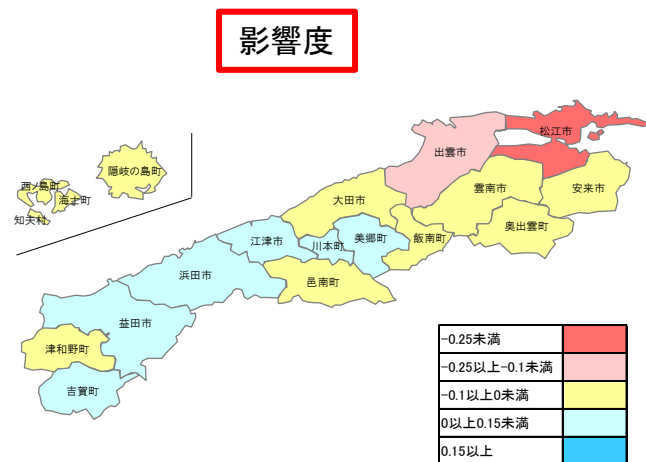 影響度
松江市
出雲市
隠岐の島町
西ノ島町
海士町
知夫村
大田市
雲南市
安来市
奥出雲町
飯南町
美郷町
川本町
江津市
浜田市
邑南町
益田市
津和野町
吉賀町
-0.25未満
-0.25以上-0.1未満
-0.1以上0未満
0以上0.15未満
0.15以上